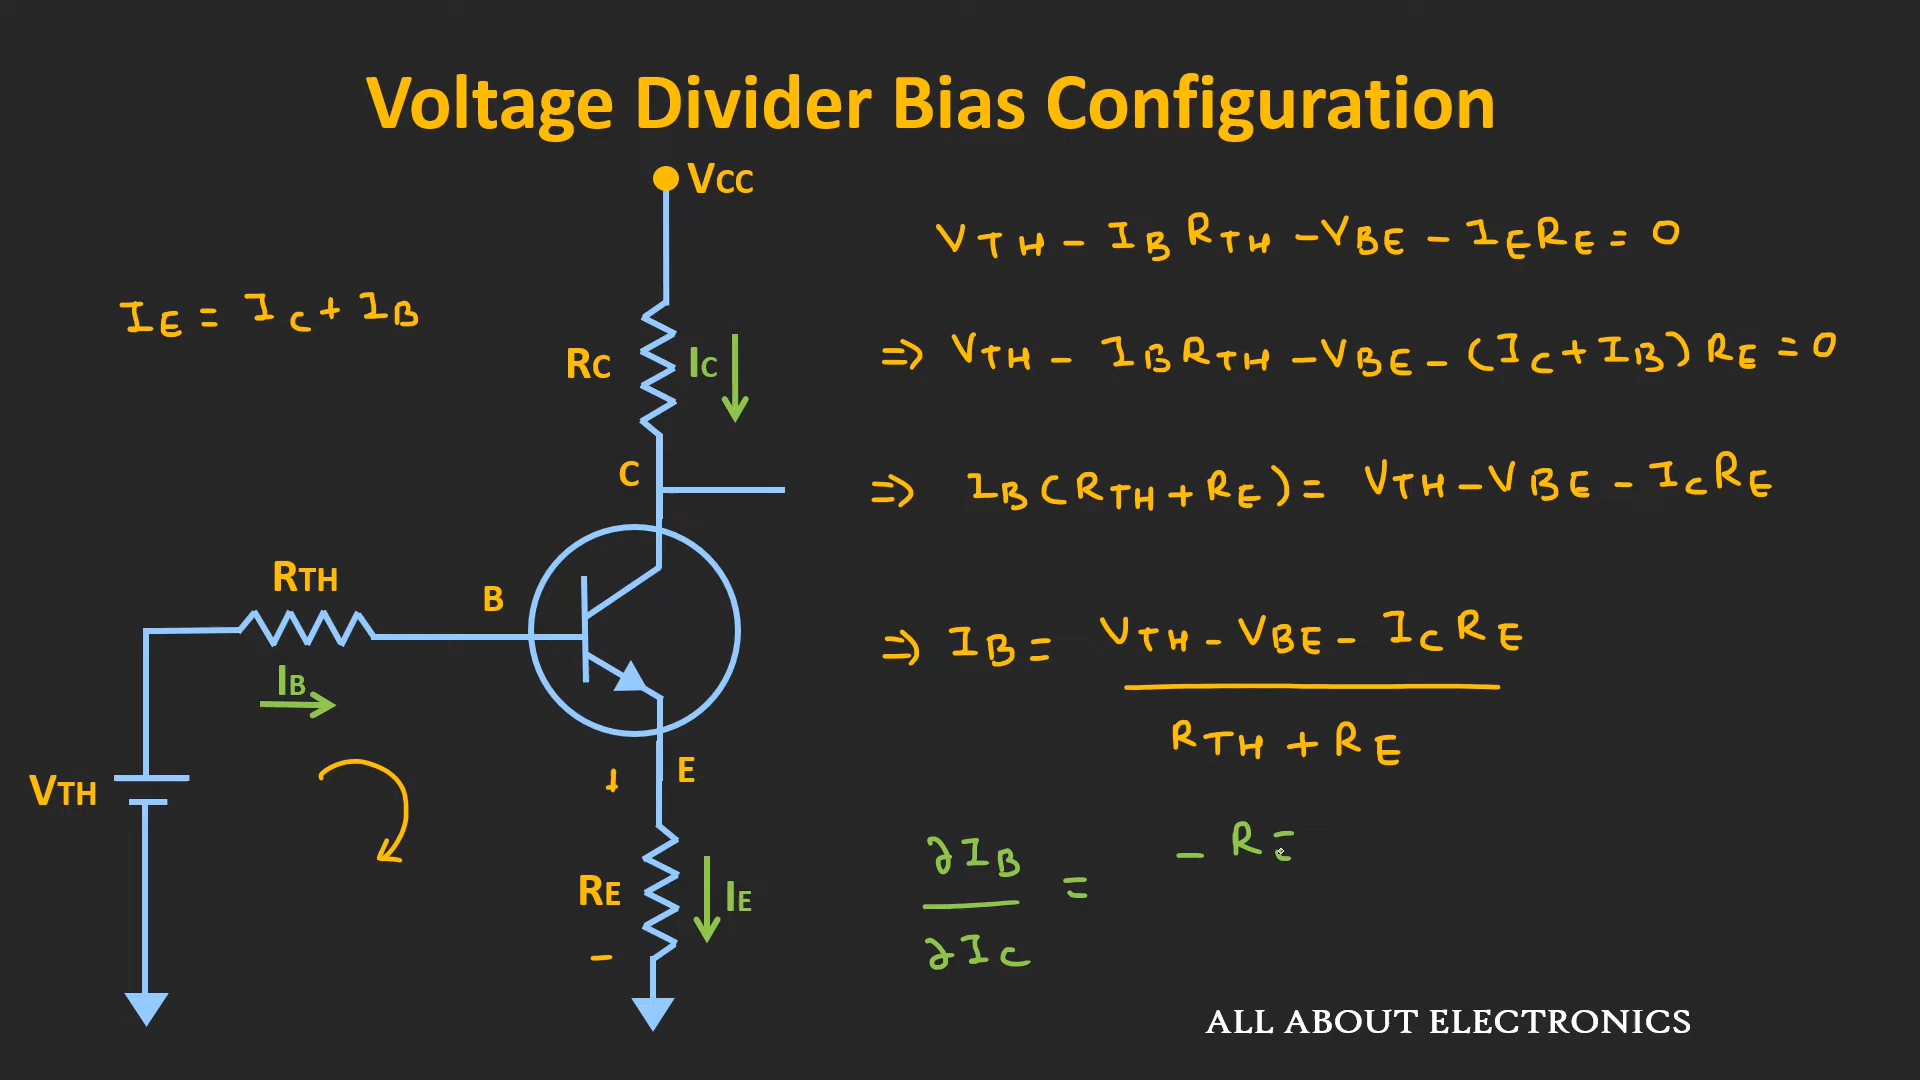 Voltage Divider Bias Configuration
VCC
VTH - IB RTH - VBE - IE RE = 0
IE = IC + IB
⇒ VTH - IB RTH - VBE - (IC + IB) RE = 0
RC
IC
C
⇒ IB (RTH + RE) = VTH - VBE - IC RE
RTH
B
⇒ IB = VTH - VBE - IC RE
RTH + RE
IB
E
VTH
∂IB
∂IC
= - RE
RE
IE
-
ALL ABOUT ELECTRONICS